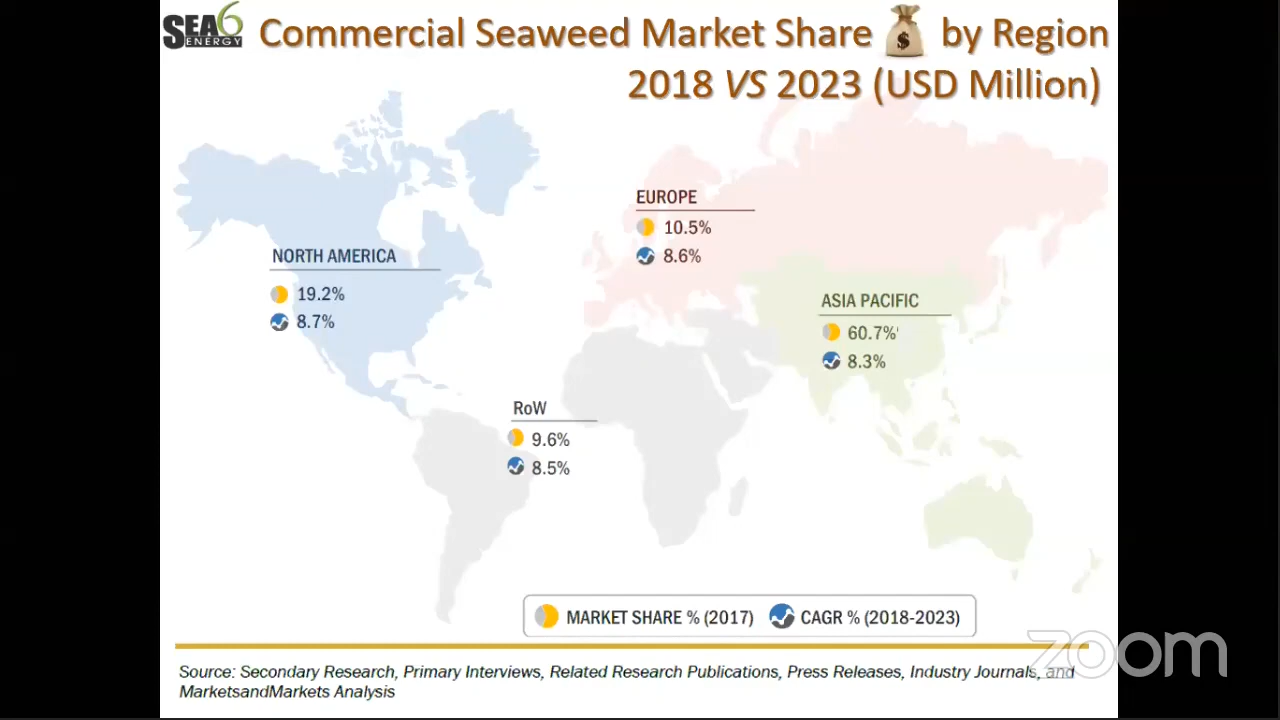 SEA6
ENERGY
Commercial Seaweed Market Share $ by Region
2018 VS 2023 (USD Million)
EUROPE
10.5%
8.6%
NORTH AMERICA
19.2%
8.7%
ASIA PACIFIC
60.7%'
8.3%
RoW
9.6%
8.5%
MARKET SHARE % (2017) CAGR % (2018-2023)
zoom
Source: Secondary Research, Primary Interviews, Related Research Publications, Press Releases, Industry Journals, and
MarketsandMarkets Analysis